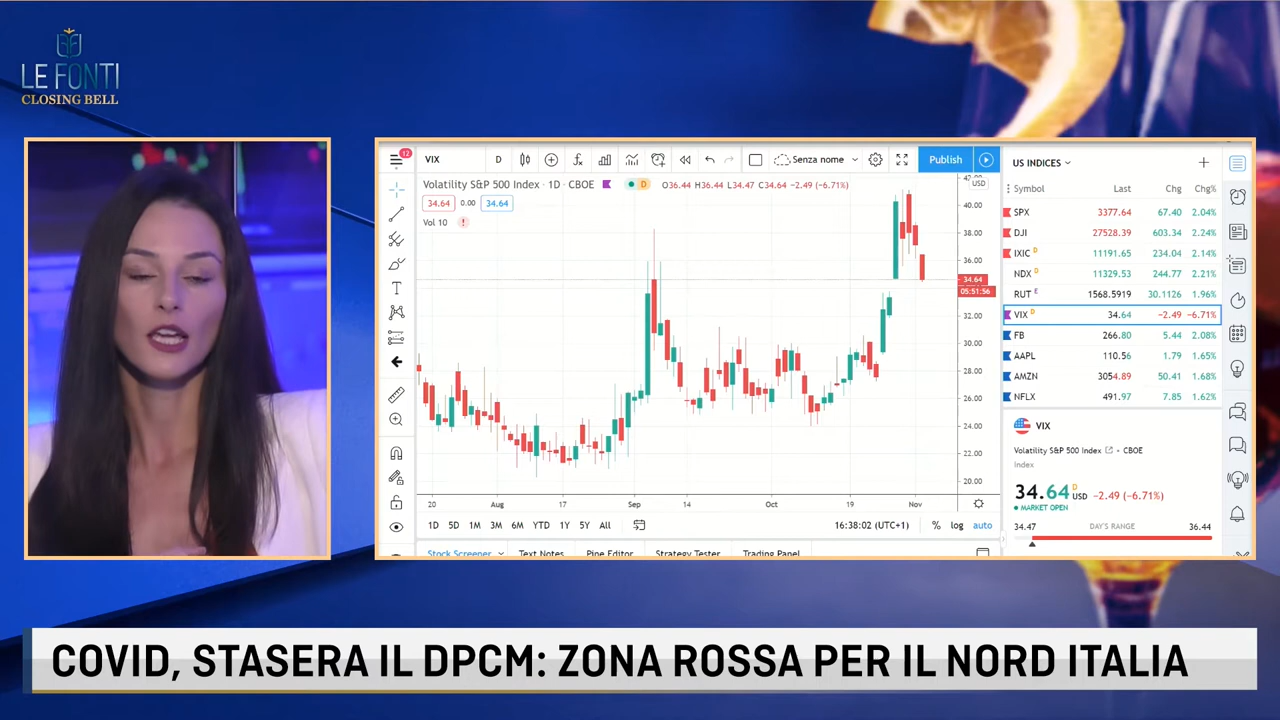 LE FONTI
CLOSING BELL
12
VIX
D
Senza nome
Publish
Volatility S&P 500 Index · 1D · CBOE
D
O36.44 H36.44 L34.47 C34.64 −2.49 (−6.71%)
34.64 0.00 34.64
Vol 10
USD
42.00
40.00
38.00
36.00
34.64
05:51:56
32.00
30.00
28.00
26.00
24.00
22.00
20.00
20 Aug 17 Sep 14 Oct 19 Nov
1D 5D 1M 3M 6M YTD 1Y 5Y All
16:38:02 (UTC+1) % log auto
Stock Screener Text Notes Pine Editor Strategy Tester Trading Panel
US INDICES
Symbol Last Chg Chg%
SPX 3377.64 67.40 2.04%
DJI 27528.39 603.34 2.24%
IXIC D 11191.65 234.04 2.14%
NDX D 11329.53 244.77 2.21%
RUT E 1568.5919 30.1126 1.96%
VIX D 34.64 −2.49 −6.71%
FB 266.80 5.44 2.08%
AAPL 110.56 1.79 1.65%
AMZN 3054.89 50.41 1.68%
NFLX 491.97 7.85 1.62%
VIX
Volatility S&P 500 Index • CBOE
Index
34.64 D USD −2.49 (−6.71%)
MARKET OPEN
34.47 DAY'S RANGE 36.44
COVID, STASERA IL DPCM: ZONA ROSSA PER IL NORD ITALIA